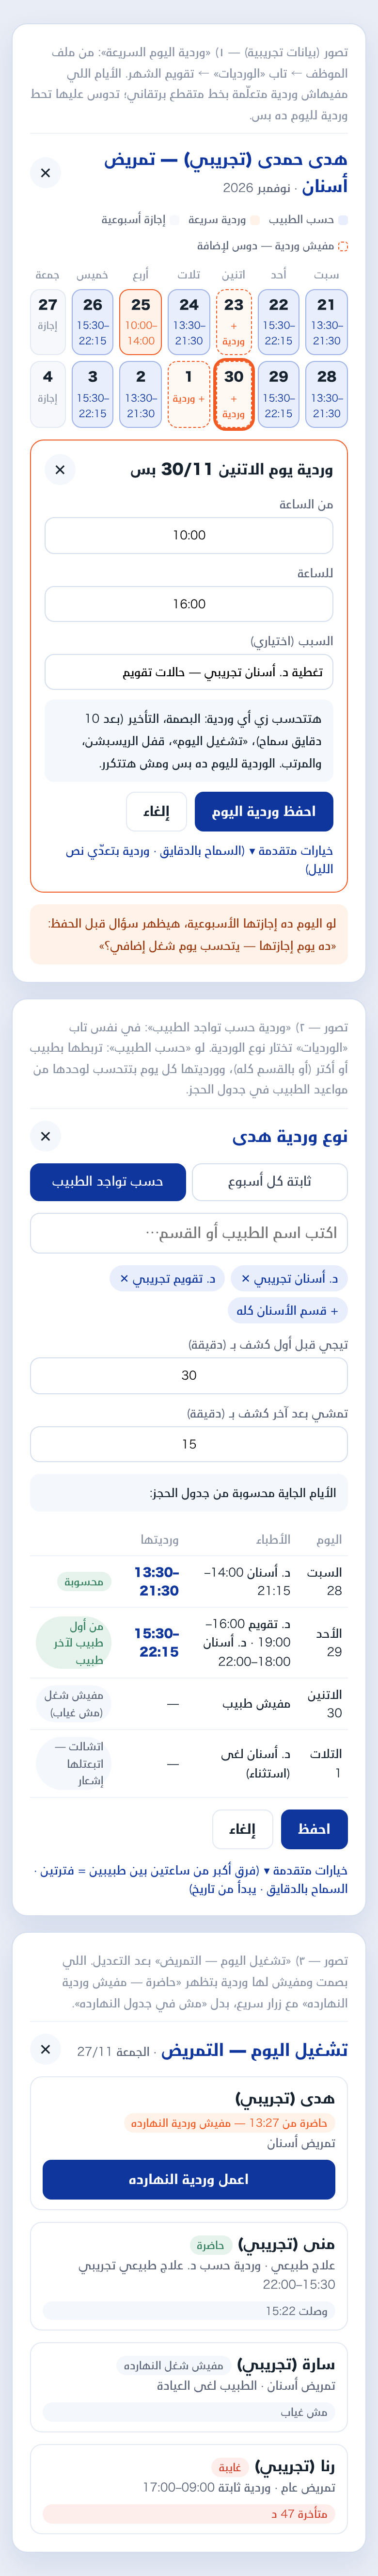 تصور (بيانات تجريبية) — ١) «وردية اليوم السريعة»: من ملف
الموظف ← تاب «الورديات» ← تقويم الشهر. الأيام اللي
مفيهاش وردية متعلّمة بخط متقطع برتقاني؛ تدوس عليها تحط
وردية لليوم ده بس.
هدى حمدى (تجريبي) — تمريض
أسنان · نوفمبر 2026
×
حسب الطبيب
وردية سريعة
إجازة أسبوعية
مفيش وردية — دوس لإضافة
سبت أحد اتنين تلات أربع خميس جمعة
21 22 23 24 25 26 27
13:30–21:30 15:30–22:15 + وردية 13:30–21:30 10:00–14:00 15:30–22:15 إجازة
28 29 30 1 2 3 4
13:30–21:30 15:30–22:15 + وردية + وردية 13:30–21:30 15:30–22:15 إجازة
وردية يوم الاتنين 30/11 بس
×
من الساعة
10:00
للساعة
16:00
السبب (اختياري)
تغطية د. أسنان تجريبي — حالات تقويم
هتتحسب زي أي وردية: البصمة، التأخير (بعد 10
دقايق سماح)، «تشغيل اليوم»، قفل الريسبشن،
والمرتب. الوردية لليوم ده بس ومش هتتكرر.
احفظ وردية اليوم
إلغاء
خيارات متقدمة ▾ (السماح بالدقايق · وردية بتعدّي نص
الليل)
لو اليوم ده إجازتها الأسبوعية، هيظهر سؤال قبل الحفظ:
«ده يوم إجازتها — يتحسب يوم شغل إضافي؟»
تصور — ٢) «وردية حسب تواجد الطبيب»: في نفس تاب
«الورديات» تختار نوع الوردية. لو «حسب الطبيب»: تربطها بطبيب
أو أكتر (أو بالقسم كله)، وورديتها كل يوم بتتحسب لوحدها من
مواعيد الطبيب في جدول الحجز.
نوع وردية هدى
×
ثابتة كل أسبوع
حسب تواجد الطبيب
اكتب اسم الطبيب أو القسم…
د. أسنان تجريبي ×
د. تقويم تجريبي ×
+ قسم الأسنان كله
تيجي قبل أول كشف بـ (دقيقة)
30
تمشي بعد آخر كشف بـ (دقيقة)
15
الأيام الجاية محسوبة من جدول الحجز:
اليوم الأطباء ورديتها
السبت 28 د. أسنان 14:00–21:15 13:30–21:30 محسوبة
الأحد 29 د. تقويم 16:00–19:00 · د. أسنان 18:00–22:00 15:30–22:15 من أول طبيب لآخر طبيب
الاتنين 30 مفيش طبيب — مفيش شغل (مش غياب)
التلات 1 د. أسنان لغى (استثناء) — اتشالت — اتبعتلها إشعار
احفظ
إلغاء
خيارات متقدمة ▾ (فرق أكبر من ساعتين بين طبيبين = فترتين ·
السماح بالدقايق · يبدأ من تاريخ)
تصور — ٣) «تشغيل اليوم — التمريض» بعد التعديل. اللي
بصمت ومفيش لها وردية بتظهر «حاضرة — مفيش وردية
النهارده» مع زرار سريع، بدل «مش في جدول النهارده».
تشغيل اليوم — التمريض · الجمعة 27/11
×
هدى (تجريبي)
حاضرة من 13:27 — مفيش وردية النهارده
تمريض أسنان
اعمل وردية النهارده
منى (تجريبي) حاضرة
علاج طبيعي · وردية حسب د. علاج طبيعي تجريبي
15:30–22:00
وصلت 15:22
سارة (تجريبي) مفيش شغل النهارده
تمريض أسنان · الطبيب لغى العيادة
مش غياب
رنا (تجريبي) غايبة
تمريض عام · وردية ثابتة 09:00–17:00
متأخرة 47 د